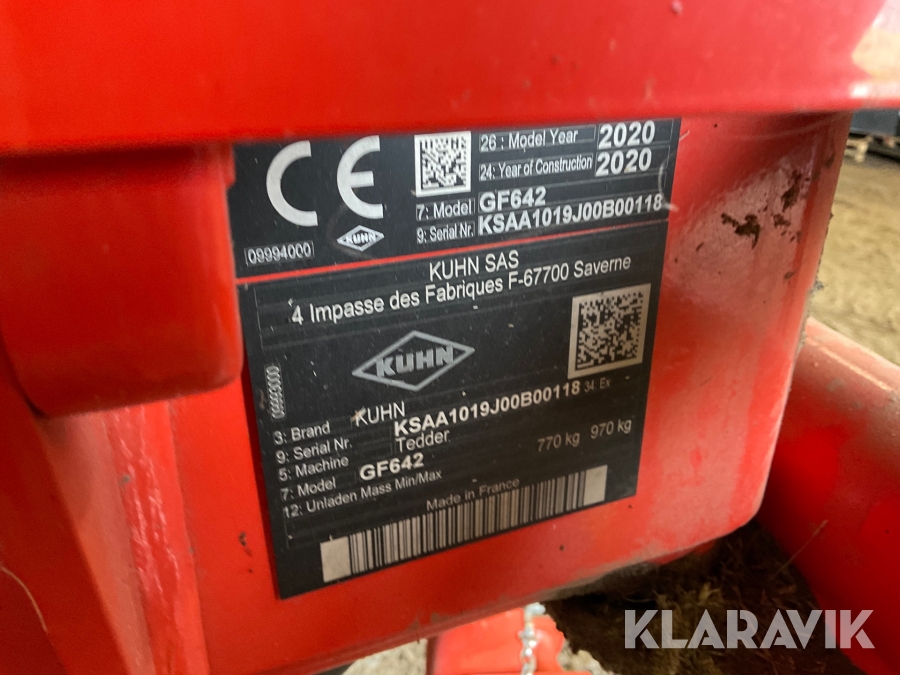 CE
26 : Model Year 2020
24: Year of Construction 2020
7: Model GF642
9: Serial Nr. KSAA1019J00B00118
09994000 KUHN
KUHN SAS
4 Impasse des Fabriques F-67700 Saverne
KUHN
09993000
3: Brand KUHN
9: Serial Nr. KSAA1019J00B00118 34 Ex
5: Machine Tedder
7: Model GF642
12: Unladen Mass Min/Max 770 kg 970 kg
Made in France
KLARAVIK